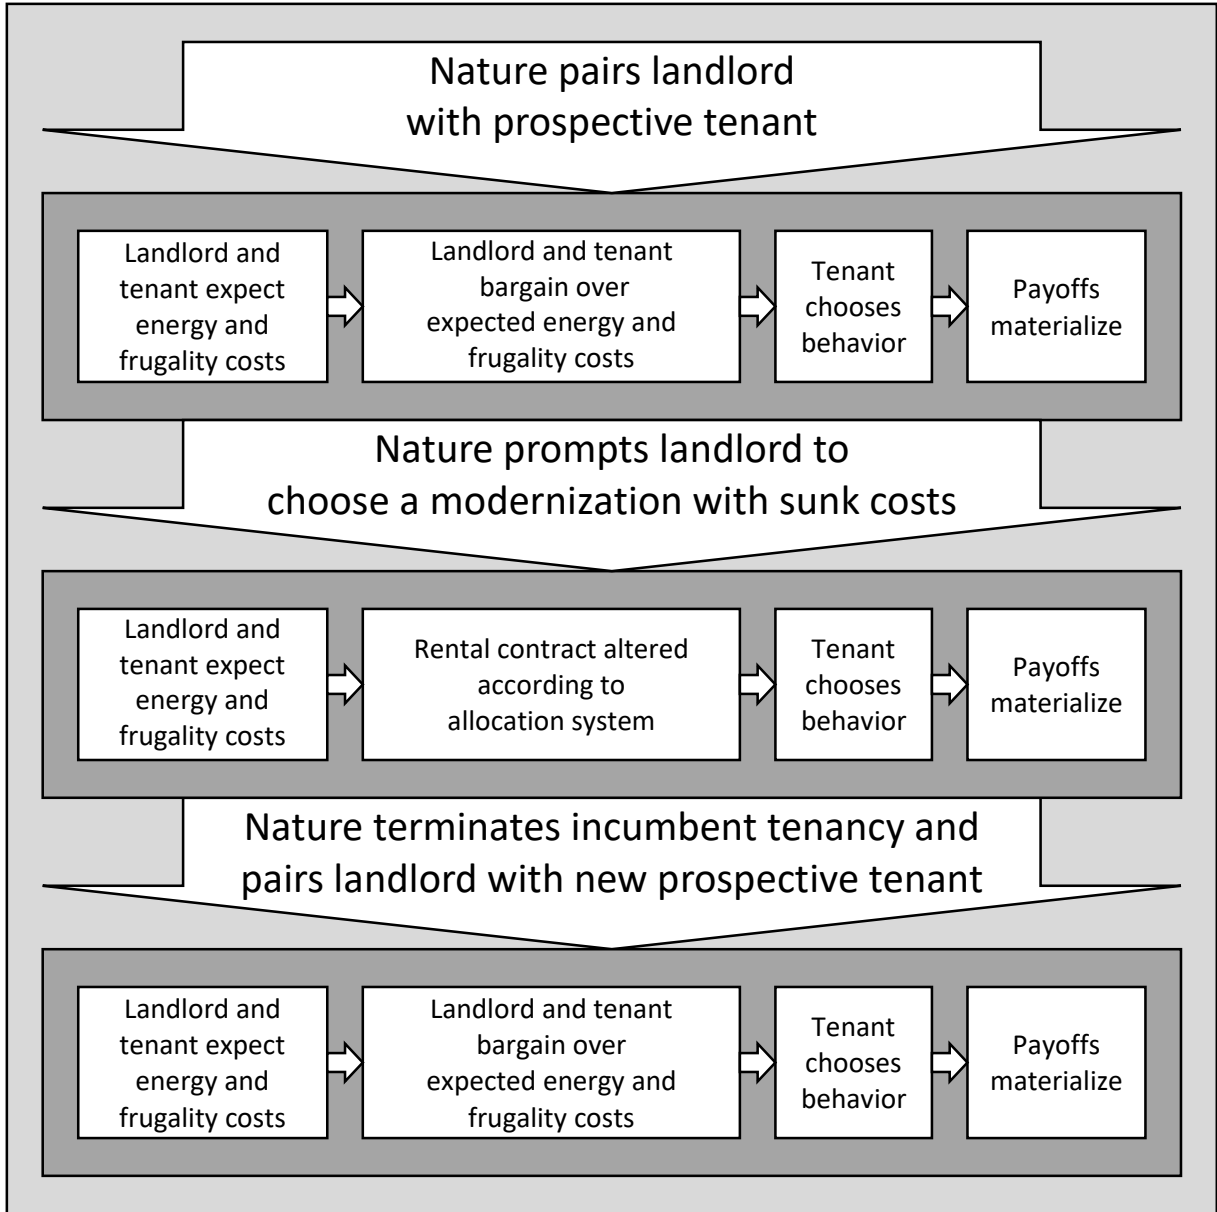 Nature pairs landlord
with prospective tenant
Landlord and
tenant expect
energy and
frugality costs
Landlord and tenant
bargain over
expected energy and
frugality costs
Tenant
chooses
behavior
Payoffs
materialize
Nature prompts landlord to
choose a modernization with sunk costs
Landlord and
tenant expect
energy and
frugality costs
Rental contract altered
according to
allocation system
Tenant
chooses
behavior
Payoffs
materialize
Nature terminates incumbent tenancy and
pairs landlord with new prospective tenant
Landlord and
tenant expect
energy and
frugality costs
Landlord and tenant
bargain over
expected energy and
frugality costs
Tenant
chooses
behavior
Payoffs
materialize